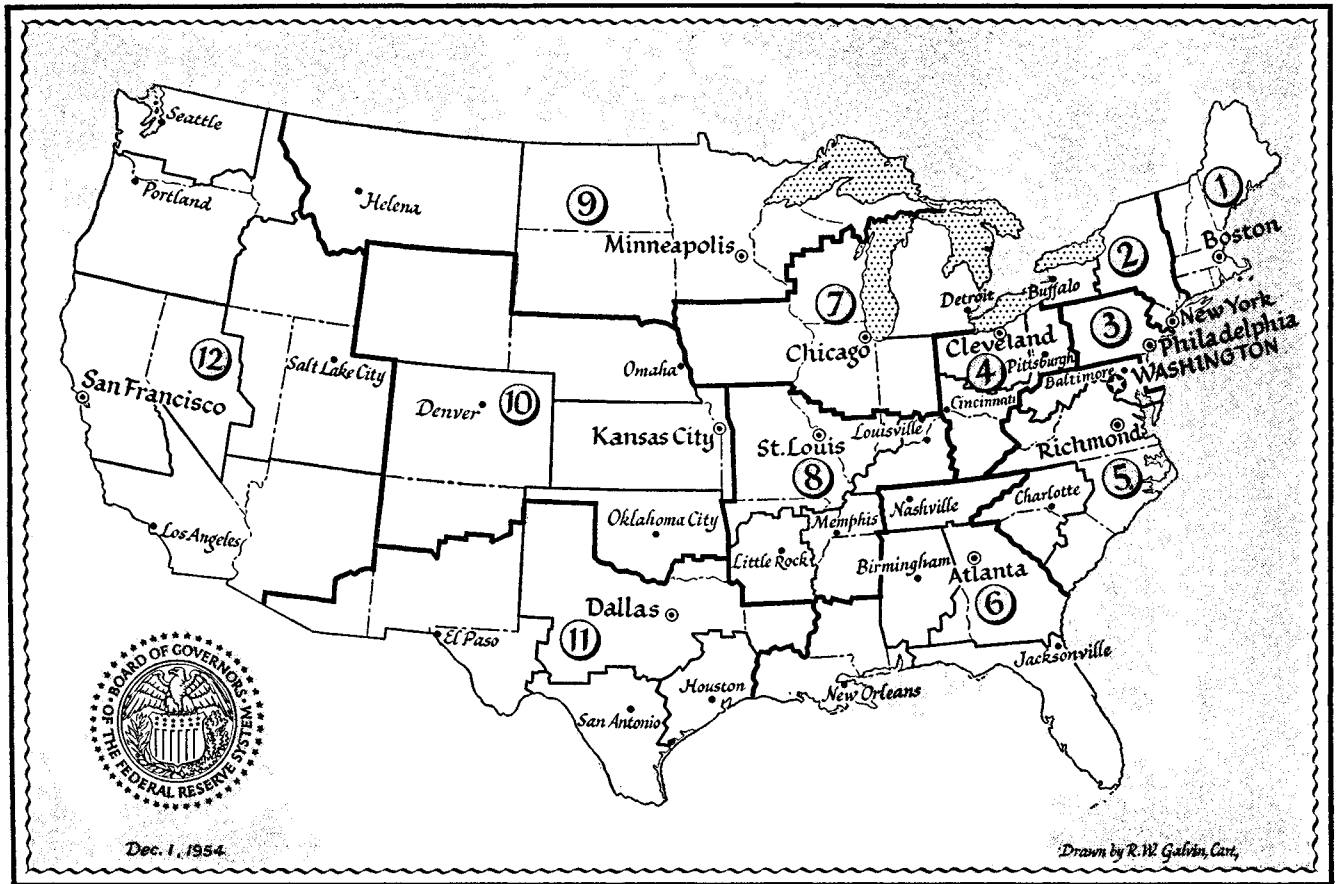 Seattle
Portland
Helena
9
Minneapolis
1
Boston
2
Detroit
Buffalo
7
Chicago
Cleveland
3
New York
Philadelphia
WASHINGTON
4
Pittsburgh
Baltimore
Cincinnati
12
Salt Lake City
San Francisco
Omaha
Denver
10
Kansas City
St. Louis
8
Louisville
Richmond
5
Los Angeles
Oklahoma City
Memphis
Nashville
Charlotte
Little Rock
Birmingham
Atlanta
6
Dallas
11
El Paso
Houston
San Antonio
New Orleans
Jacksonville
BOARD OF GOVERNORS
OF THE FEDERAL RESERVE SYSTEM
Dec. 1, 1954
Drawn by R.W. Galvin, Cart,